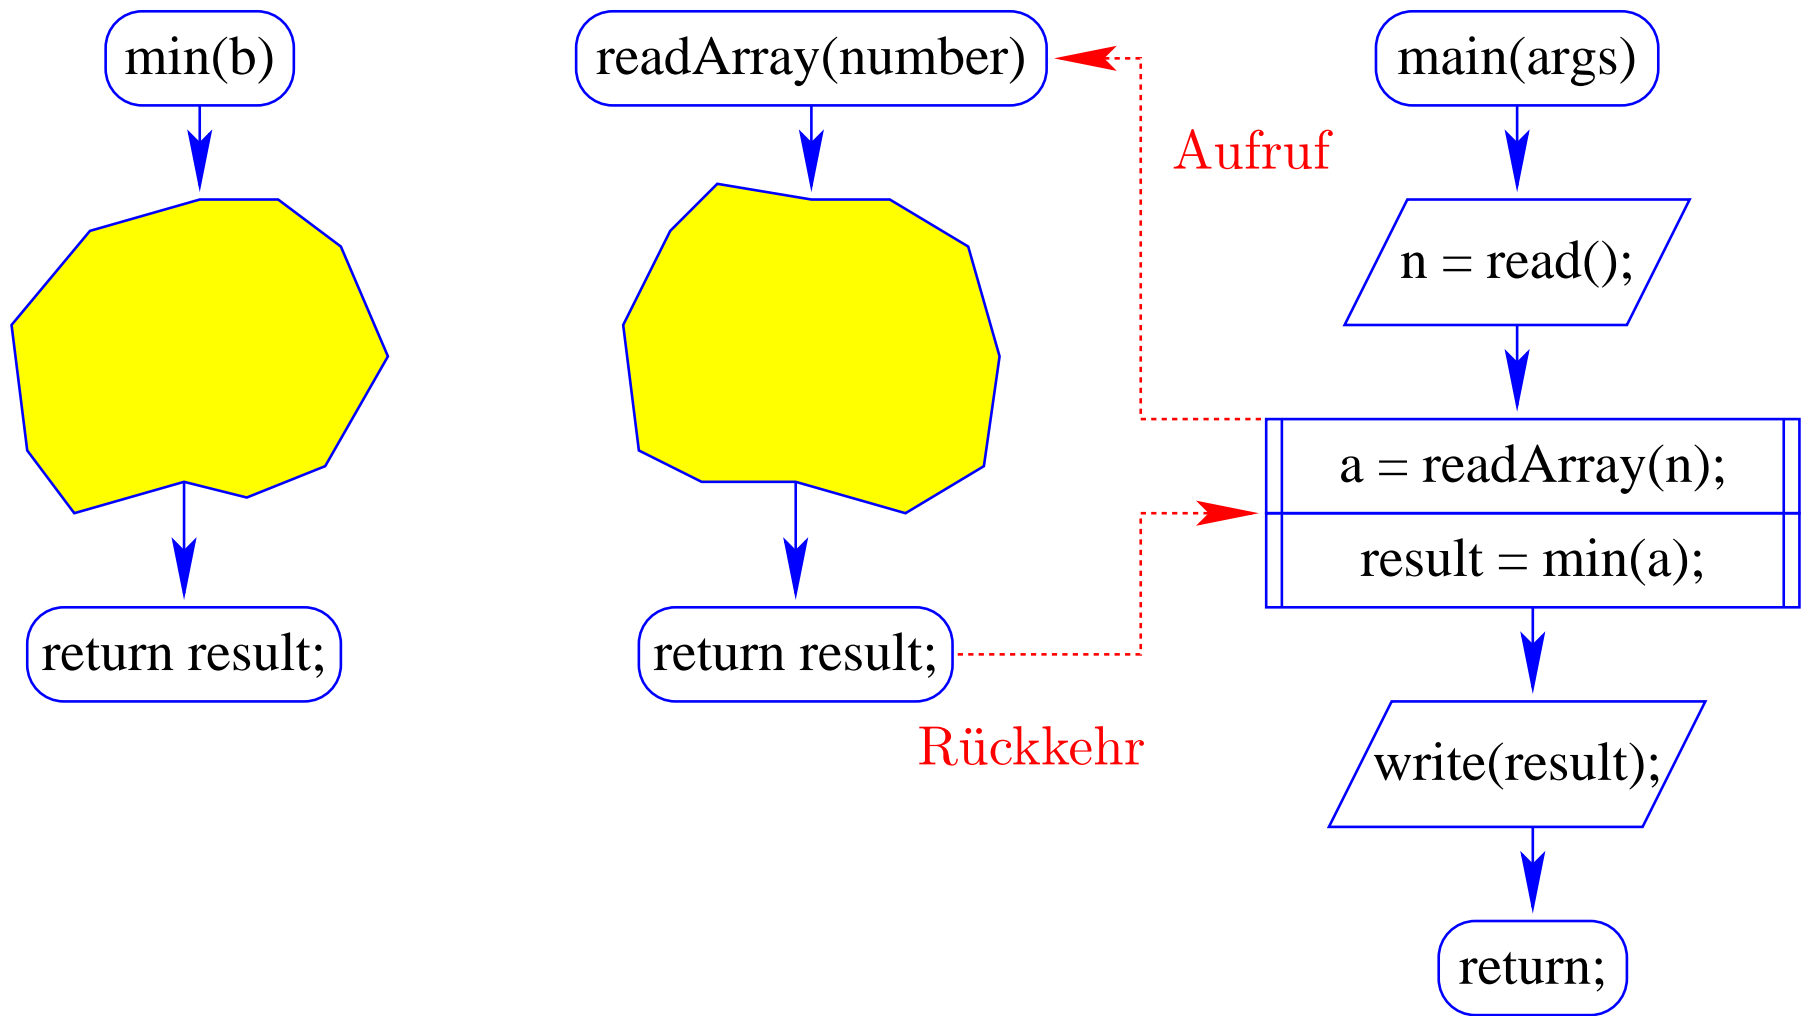 min(b)
return result;
readArray(number)
return result;
Aufruf
Rückkehr
main(args)
n = read();
a = readArray(n);
result = min(a);
write(result);
return;